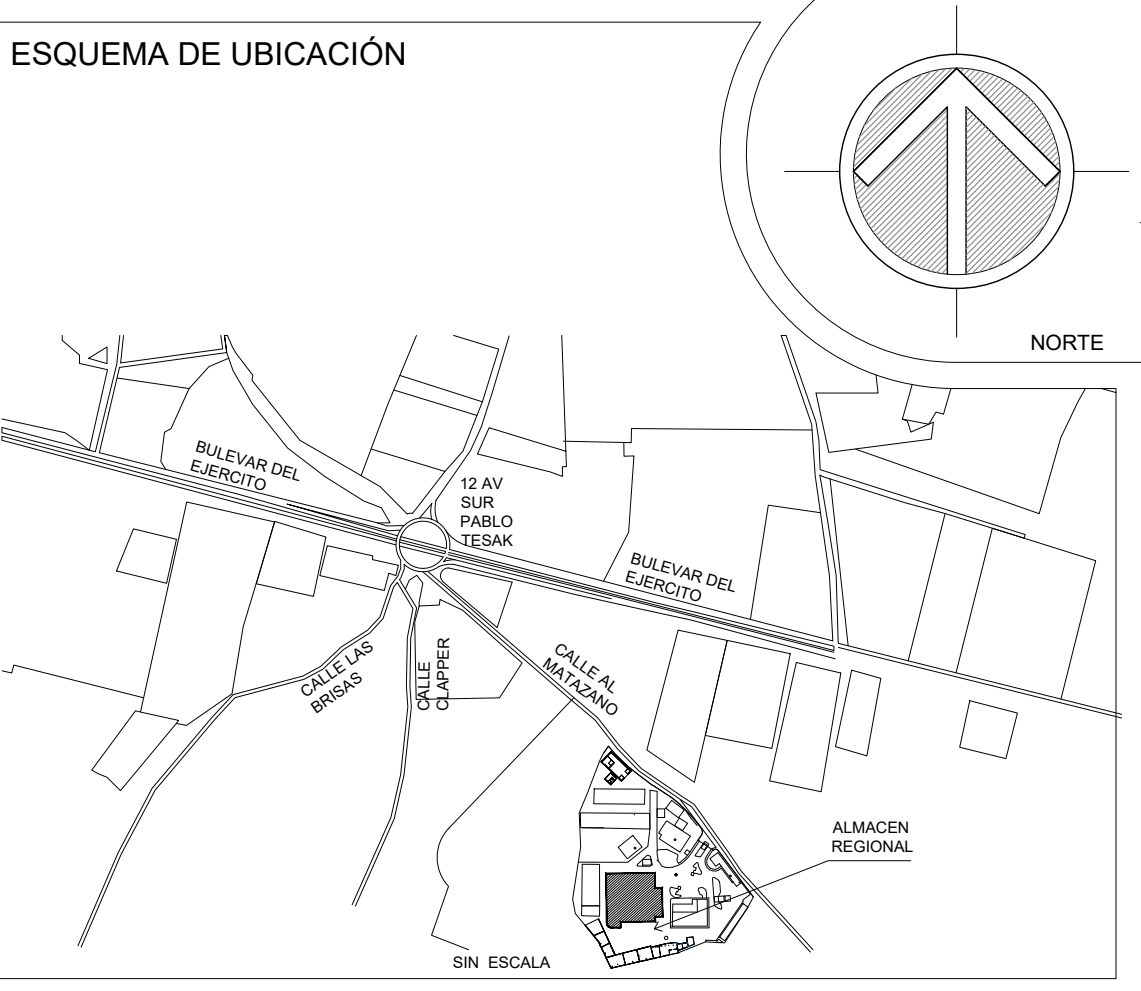 ESQUEMA DE UBICACIÓN
NORTE
BULEVAR DEL
EJERCITO
12 AV
SUR
PABLO
TESAK
BULEVAR DEL
EJERCITO
CALLE LAS
BRISAS
CALLE
CLAPPER
CALLE AL
MATAZANO
ALMACEN
REGIONAL
SIN ESCALA